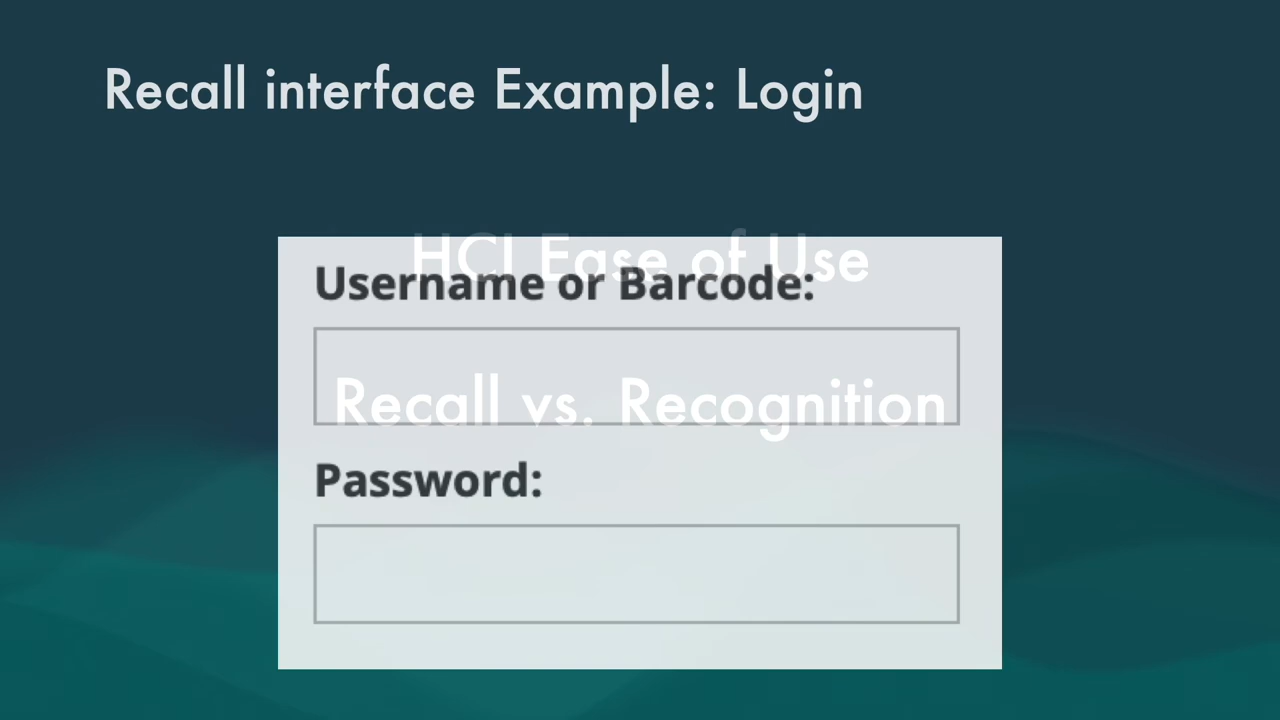 Recall interface Example: Login
HCI Ease of Use
Username or Barcode:
Recall vs. Recognition
Password: